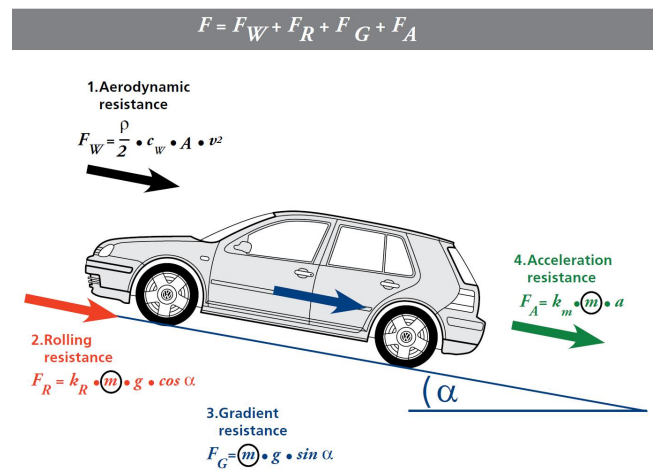 F = F_W + F_R + F_G + F_A
1.Aerodynamic
resistance
F_W = ρ/2 • c_W • A • v²
4.Acceleration
resistance
F_A = k_m • m • a
2.Rolling
resistance
F_R = k_R • m • g • cos α
α
3.Gradient
resistance
F_G = m • g • sin α